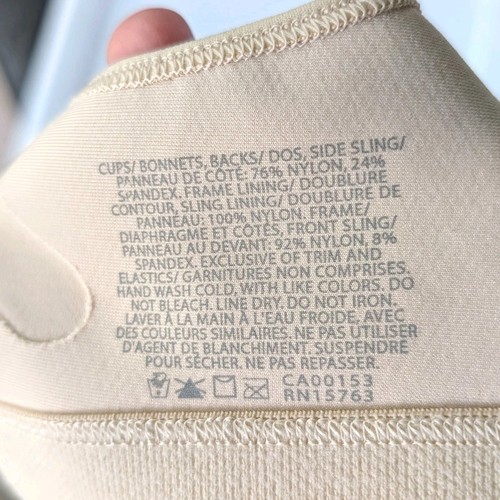 CUPS/ BONNETS, BACKS/ DOS, SIDE SLING/
PANNEAU DE CÔTÉ: 76% NYLON, 24%
SPANDEX. FRAME LINING/ DOUBLURE
CONTOUR, SLING LINING/ DOUBLURE DE
PANNEAU: 100% NYLON. FRAME/
DIAPHRAGME ET CÔTÉS, FRONT SLING/
PANNEAU AU DEVANT: 92% NYLON, 8%
SPANDEX. EXCLUSIVE OF TRIM AND
ELASTICS/ GARNITURES NON COMPRISES.
HAND WASH COLD, WITH LIKE COLORS. DO
NOT BLEACH. LINE DRY. DO NOT IRON.
LAVER À LA MAIN À L'EAU FROIDE, AVEC
DES COULEURS SIMILAIRES. NE PAS UTILISER
D'AGENT DE BLANCHIMENT. SUSPENDRE
POUR SÉCHER. NE PAS REPASSER.
CA00153
RN15763